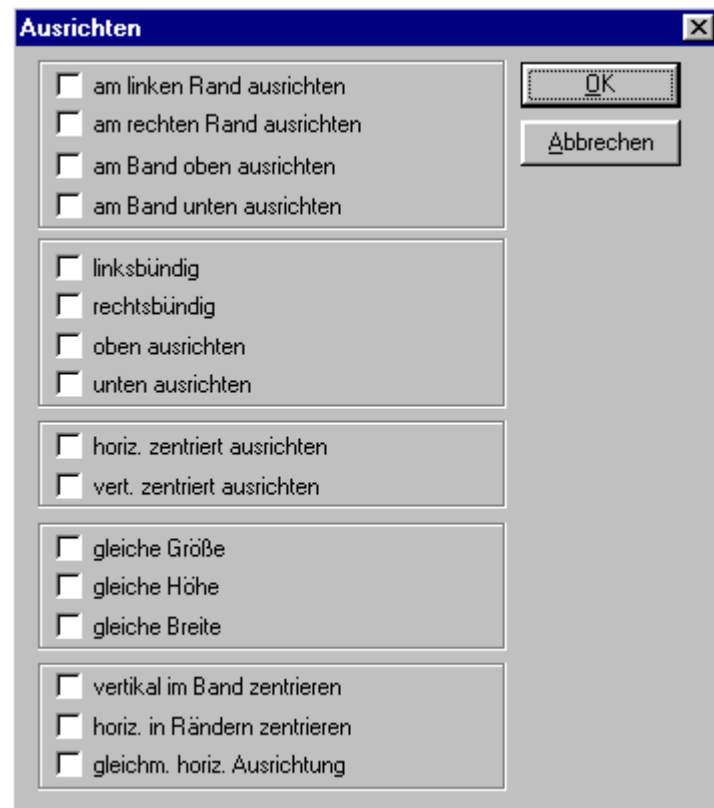 Ausrichten
am linken Rand ausrichten
am rechten Rand ausrichten
am Band oben ausrichten
am Band unten ausrichten
linksbündig
rechtsbündig
oben ausrichten
unten ausrichten
horiz. zentriert ausrichten
vert. zentriert ausrichten
gleiche Größe
gleiche Höhe
gleiche Breite
vertikal im Band zentrieren
horiz. in Rändern zentrieren
gleichm. horiz. Ausrichtung
OK
Abbrechen